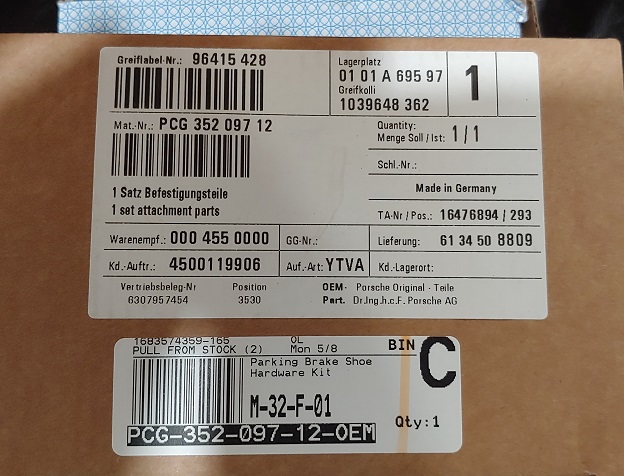 Greiflabel-Nr.: 96415 428
Lagerplatz
01 01 A 695 97
Greifkolli
1039648 362
1
Mat.-Nr.: PCG 352 097 12
Quantity:
Menge Soll / Ist: 1 / 1
Schl.-Nr.:
1 Satz Befestigungsteile
1 set attachment parts
Made in Germany
TA-Nr / Pos.: 16476894 / 293
Warenempf.: 000 455 0000
GG-Nr.:
Lieferung: 61 34 50 8809
Kd.-Auftr.: 4500119906
Auf.-Art: YTVA
Kd.-Lagerort:
Vertriebsbeleg-Nr Position
6307957454 3530
OEM- Porsche Original - Teile
Part. Dr.Ing.h.c.F. Porsche AG
1683574359-165 OL
PULL FROM STOCK (2) Mon 5/8
BIN C
Parking Brake Shoe
Hardware Kit
M-32-F-01
Qty:1
PCG-352-097-12-OEM